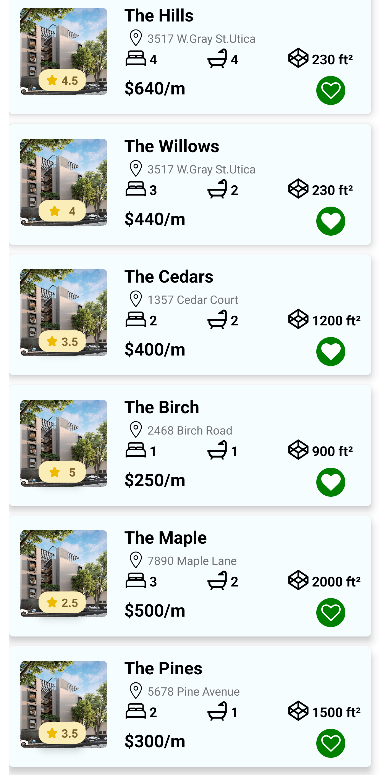 The Hills
3517 W.Gray St.Utica
4 4 230 ft²
4.5
$640/m
The Willows
3517 W.Gray St.Utica
3 2 230 ft²
4
$440/m
The Cedars
1357 Cedar Court
2 2 1200 ft²
3.5
$400/m
The Birch
2468 Birch Road
1 1 900 ft²
5
$250/m
The Maple
7890 Maple Lane
3 2 2000 ft²
2.5
$500/m
The Pines
5678 Pine Avenue
2 1 1500 ft²
3.5
$300/m